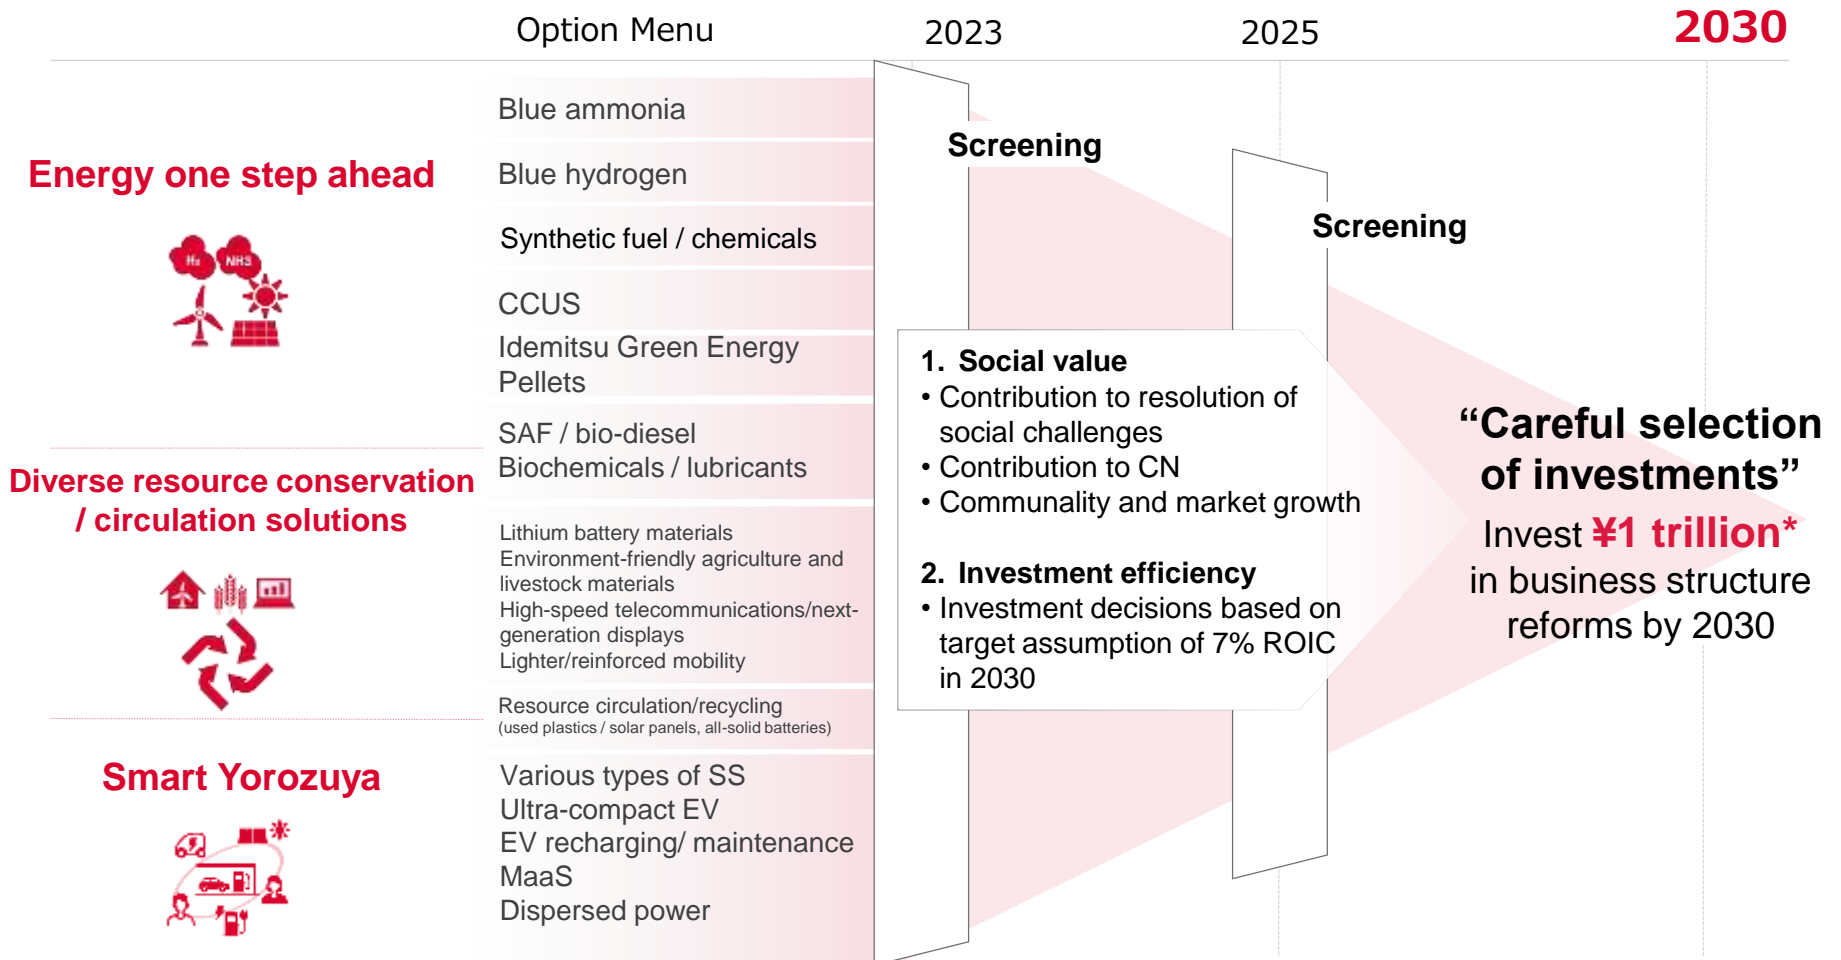 Option Menu
2023
2025
2030
Energy one step ahead
H₂
NH3
Blue ammonia
Blue hydrogen
Synthetic fuel / chemicals
CCUS
Idemitsu Green Energy
Pellets
SAF / bio-diesel
Biochemicals / lubricants
Diverse resource conservation
/ circulation solutions
Lithium battery materials
Environment-friendly agriculture and
livestock materials
High-speed telecommunications/next-
generation displays
Lighter/reinforced mobility
Resource circulation/recycling
(used plastics / solar panels, all-solid batteries)
Smart Yorozuya
Various types of SS
Ultra-compact EV
EV recharging/ maintenance
MaaS
Dispersed power
Screening
Screening
1. Social value
• Contribution to resolution of
social challenges
• Contribution to CN
• Communality and market growth
2. Investment efficiency
• Investment decisions based on
target assumption of 7% ROIC
in 2030
“Careful selection
of investments”
Invest ¥1 trillion*
in business structure
reforms by 2030